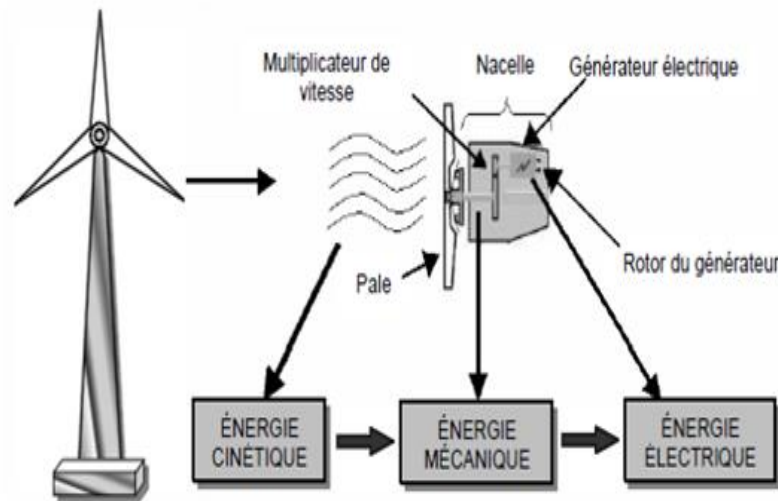 Multiplicateur de
vitesse
Nacelle
Générateur électrique
Pale
Rotor du générateur
ÉNERGIE
CINÉTIQUE
ÉNERGIE
MÉCANIQUE
ÉNERGIE
ÉLECTRIQUE